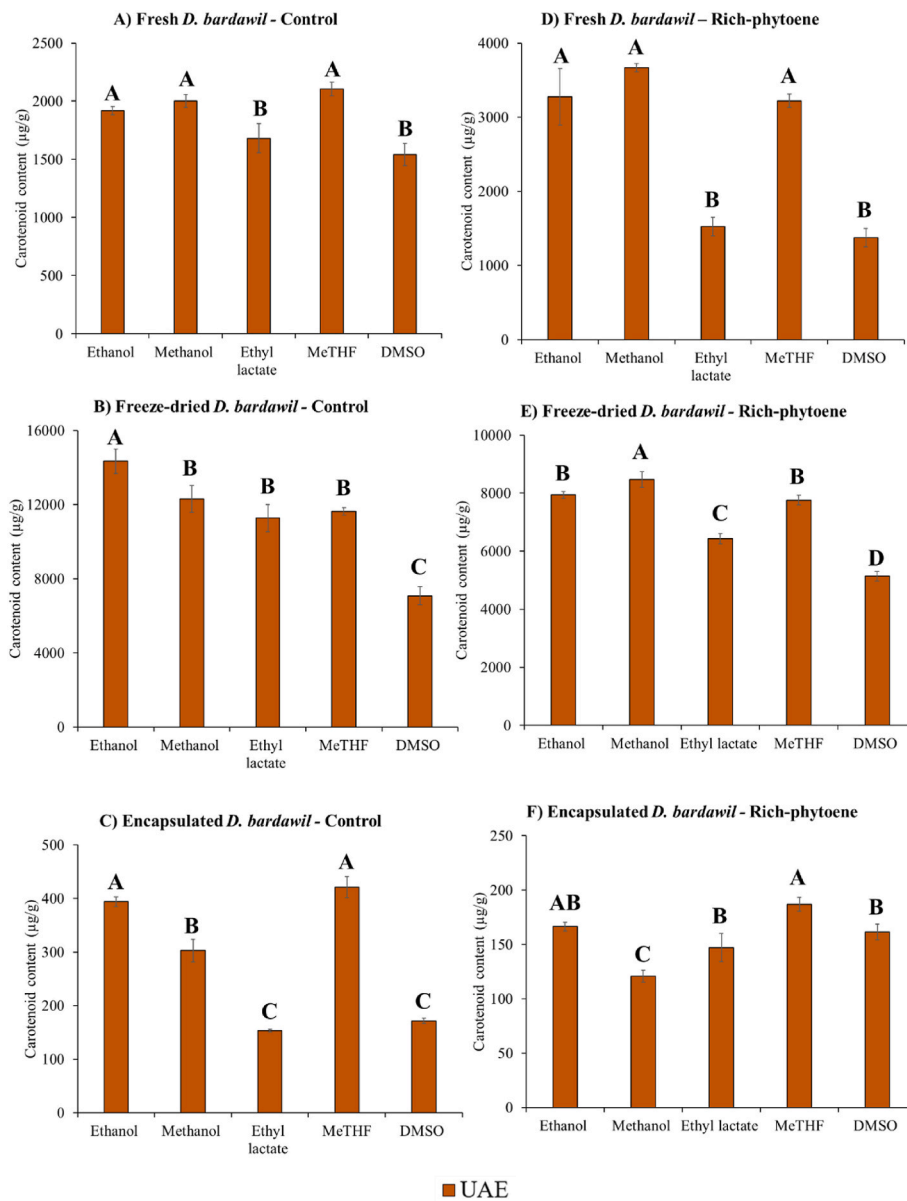 A) Fresh D. bardawil - Control
Carotenoid content (µg/g)
2500
2000
1500
1000
500
0
A
A
B
A
B
Ethanol
Methanol
Ethyl
lactate
MeTHF
DMSO
D) Fresh D. bardawil – Rich-phytoene
Carotenoid content (µg/g)
4000
3000
2000
1000
0
A
A
B
A
B
Ethanol
Methanol
Ethyl
lactate
MeTHF
DMSO
B) Freeze-dried D. bardawil - Control
Carotenoid content (µg/g)
16000
12000
8000
4000
0
A
B
B
B
C
Ethanol
Methanol
Ethyl
lactate
MeTHF
DMSO
E) Freeze-dried D. bardawil - Rich-phytoene
Carotenoid content (µg/g)
10000
8000
6000
4000
2000
0
B
A
C
B
D
Ethanol
Methanol
Ethyl lactate
MeTHF
DMSO
C) Encapsulated D. bardawil - Control
Carotenoid content (µg/g)
500
400
300
200
100
0
A
B
C
A
C
Ethanol
Methanol
Ethyl
lactate
MeTHF
DMSO
F) Encapsulated D. bardawil - Rich-phytoene
Carotenoid content (µg/g)
250
200
150
100
50
0
AB
C
B
A
B
Ethanol
Methanol
Ethyl lactate
MeTHF
DMSO
UAE